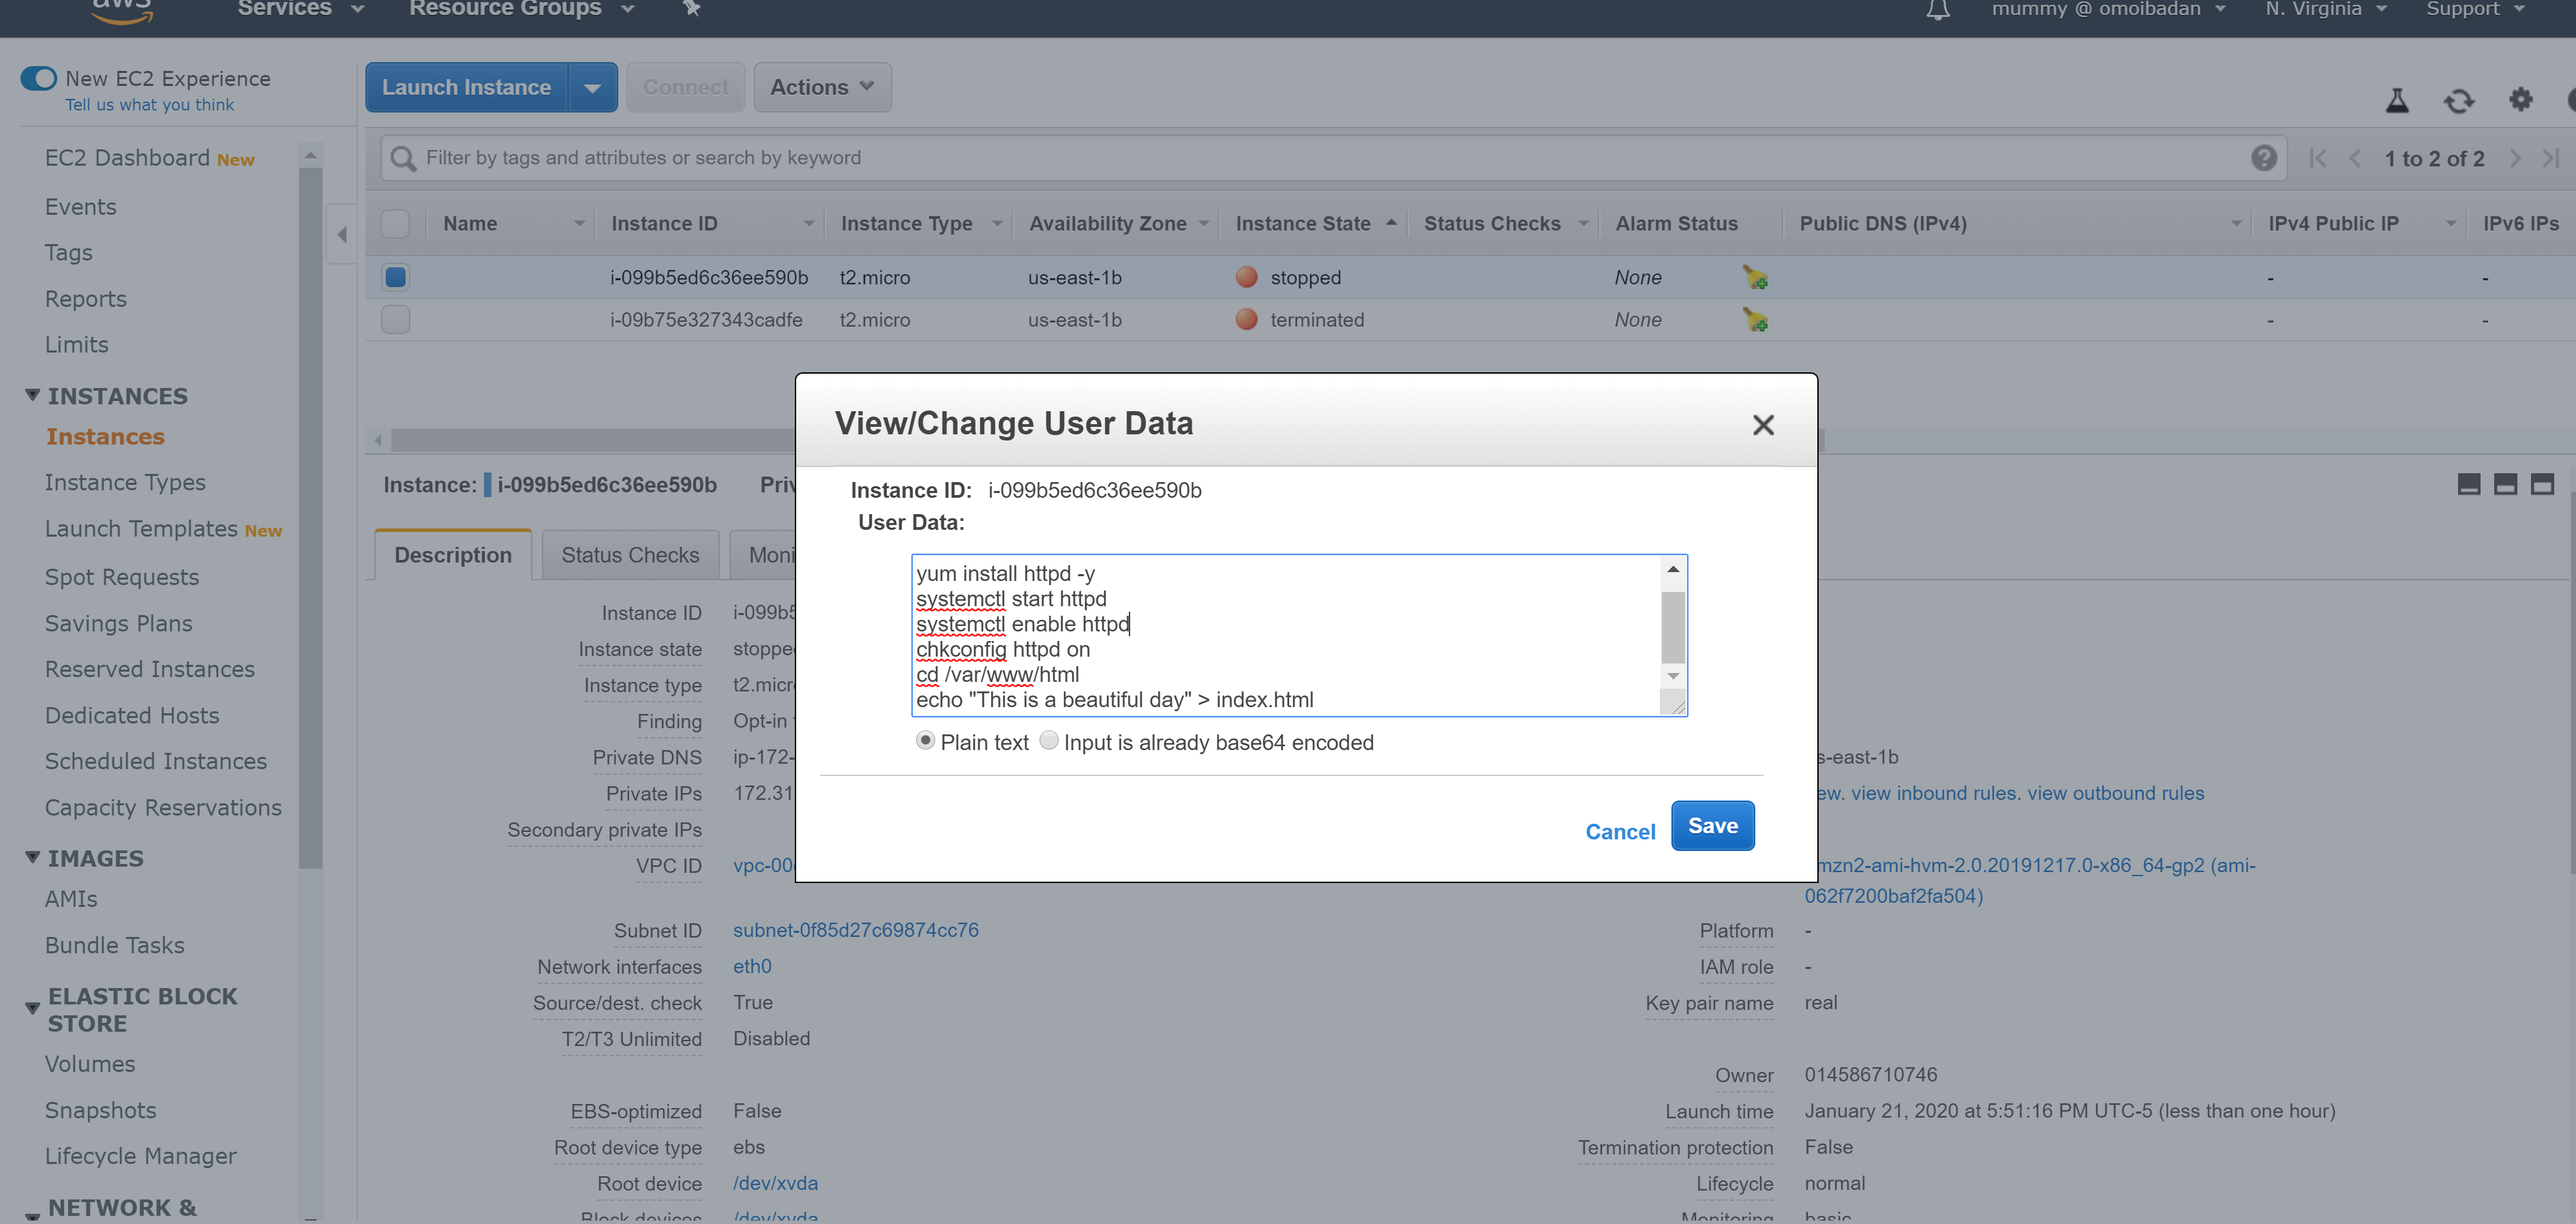 aws Services Resource Groups mummy @ omoibadan N. Virginia Support
New EC2 Experience
Tell us what you think
EC2 Dashboard New
Events
Tags
Reports
Limits
INSTANCES
Instances
Instance Types
Launch Templates New
Spot Requests
Savings Plans
Reserved Instances
Dedicated Hosts
Scheduled Instances
Capacity Reservations
IMAGES
AMIs
Bundle Tasks
ELASTIC BLOCK
STORE
Volumes
Snapshots
Lifecycle Manager
NETWORK &
Launch Instance Connect Actions
Filter by tags and attributes or search by keyword 1 to 2 of 2
Name Instance ID Instance Type Availability Zone Instance State Status Checks Alarm Status Public DNS (IPv4) IPv4 Public IP IPv6 IPs
i-099b5ed6c36ee590b t2.micro us-east-1b stopped None - -
i-09b75e327343cadfe t2.micro us-east-1b terminated None - -
View/Change User Data
Instance ID: i-099b5ed6c36ee590b
User Data:
yum install httpd -y
systemctl start httpd
systemctl enable httpd
chkconfig httpd on
cd /var/www/html
echo "This is a beautiful day" > index.html
Plain text Input is already base64 encoded
Cancel Save
Instance: i-099b5ed6c36ee590b Priv
Description Status Checks Moni
Instance ID i-099b5
Instance state stoppe
Instance type t2.micr
Finding Opt-in
Private DNS ip-172-
Private IPs 172.31
Secondary private IPs
VPC ID vpc-00
Subnet ID subnet-0f85d27c69874cc76
Network interfaces eth0
Source/dest. check True
T2/T3 Unlimited Disabled
EBS-optimized False
Root device type ebs
Root device /dev/xvda
Block devices /dev/xvda
s-east-1b
ew. view inbound rules. view outbound rules
mzn2-ami-hvm-2.0.20191217.0-x86_64-gp2 (ami-
062f7200baf2fa504)
Platform -
IAM role -
Key pair name real
Owner 014586710746
Launch time January 21, 2020 at 5:51:16 PM UTC-5 (less than one hour)
Termination protection False
Lifecycle normal
Monitoring basic